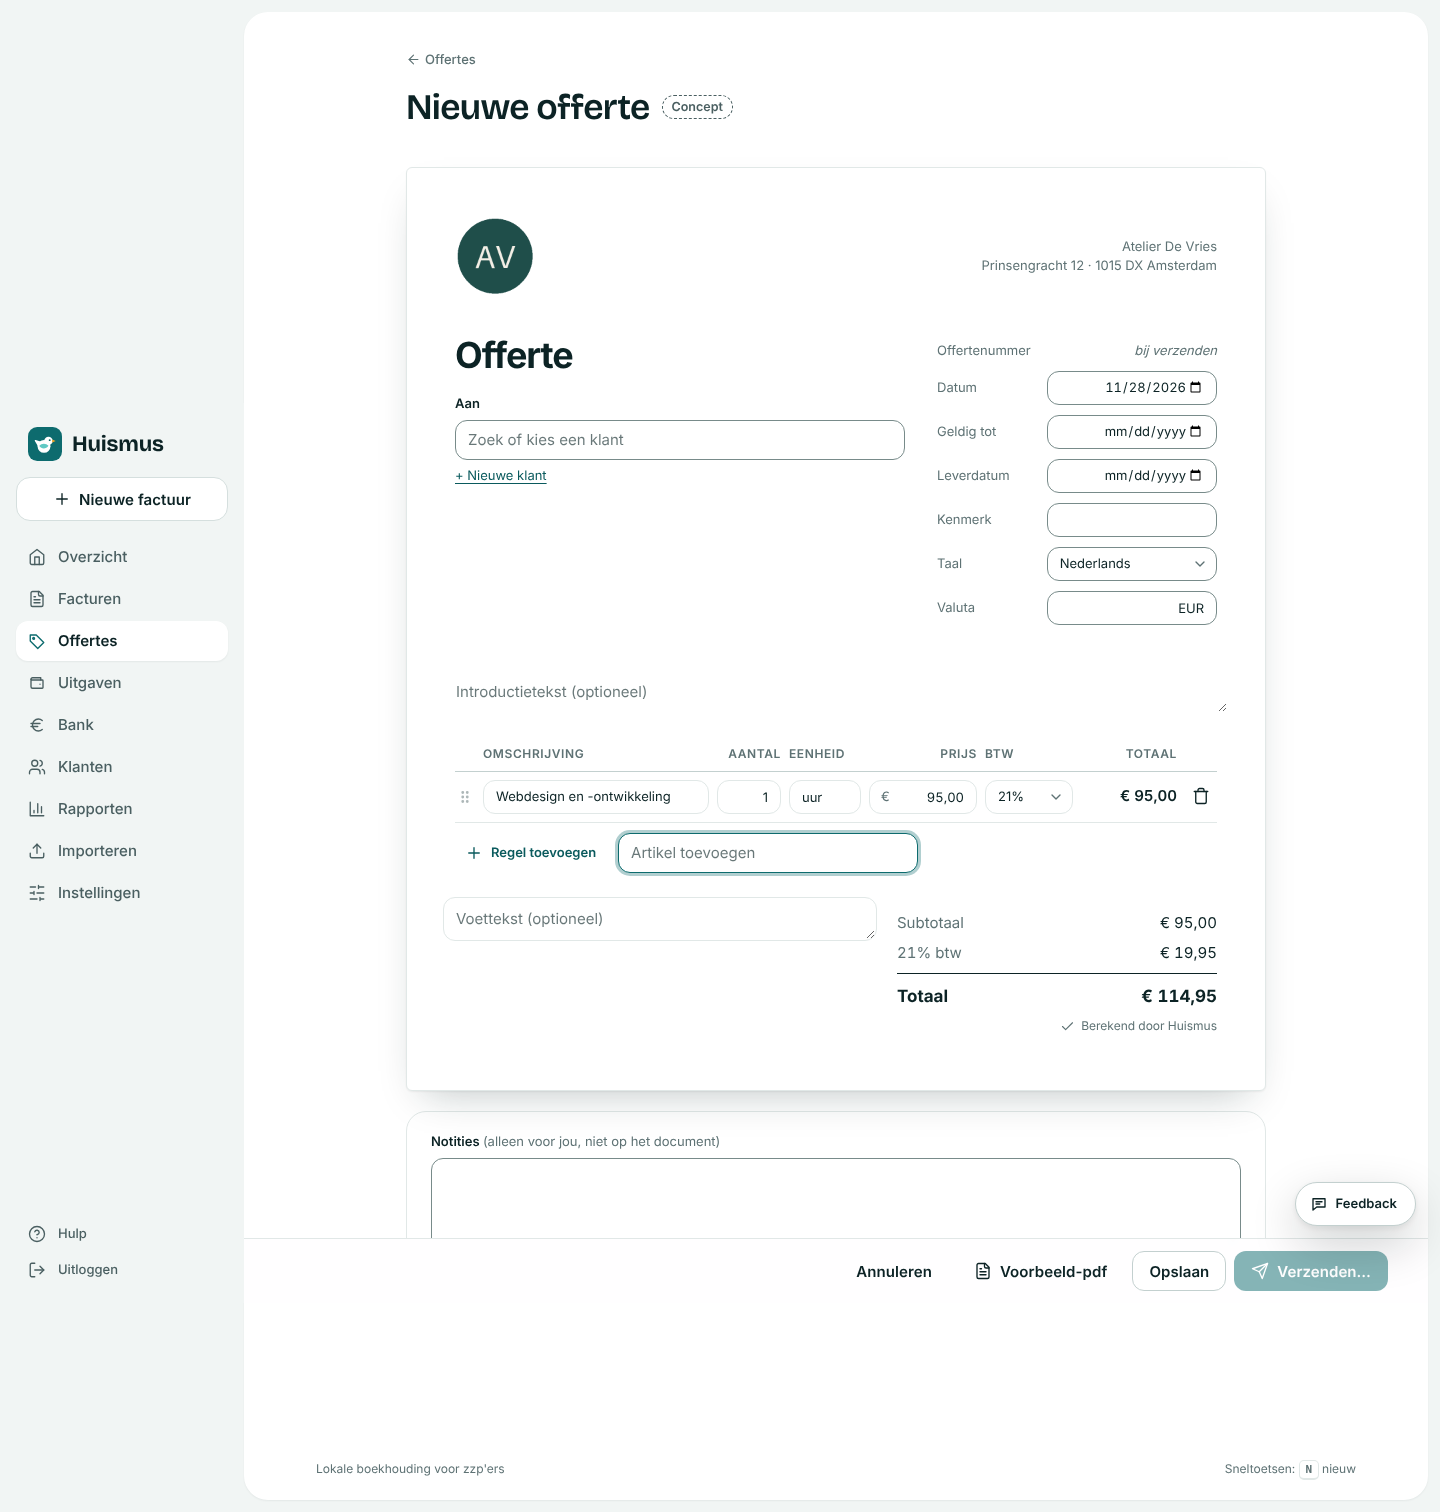 Huismus
Nieuwe factuur
Overzicht
Facturen
Offertes
Uitgaven
Bank
Klanten
Rapporten
Importeren
Instellingen
Hulp
Uitloggen
Offertes
Nieuwe offerte
Concept
AV
Atelier De Vries
Prinsengracht 12 · 1015 DX Amsterdam
Offerte
Aan
Zoek of kies een klant
+ Nieuwe klant
Offertenummer bij verzenden
Datum 11/28/2026
Geldig tot mm/dd/yyyy
Leverdatum mm/dd/yyyy
Kenmerk
Taal Nederlands
Valuta EUR
Introductietekst (optioneel)
OMSCHRIJVING AANTAL EENHEID PRIJS BTW TOTAAL
Webdesign en -ontwikkeling 1 uur € 95,00 21% € 95,00
Regel toevoegen Artikel toevoegen
Voettekst (optioneel)
Subtotaal € 95,00
21% btw € 19,95
Totaal € 114,95
Berekend door Huismus
Notities (alleen voor jou, niet op het document)
Feedback
Annuleren Voorbeeld-pdf Opslaan Verzenden...
Lokale boekhouding voor zzp'ers
Sneltoetsen: N nieuw